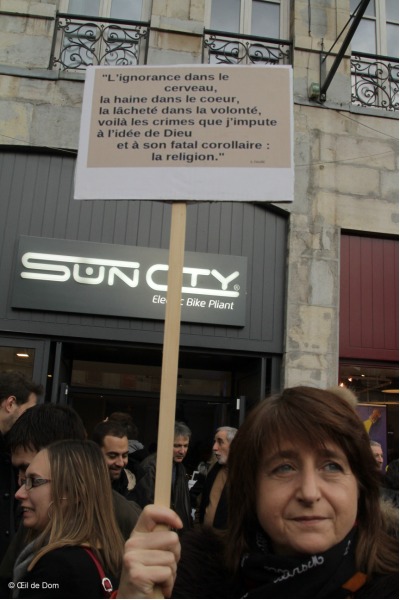 "L'ignorance dans le
cerveau,
la haine dans le coeur,
la lâcheté dans la volonté,
voilà les crimes que j'impute
à l'idée de Dieu
et à son fatal corollaire :
la religion."
SUN CITY®
Electric Bike Pliant
© Œil de Dom